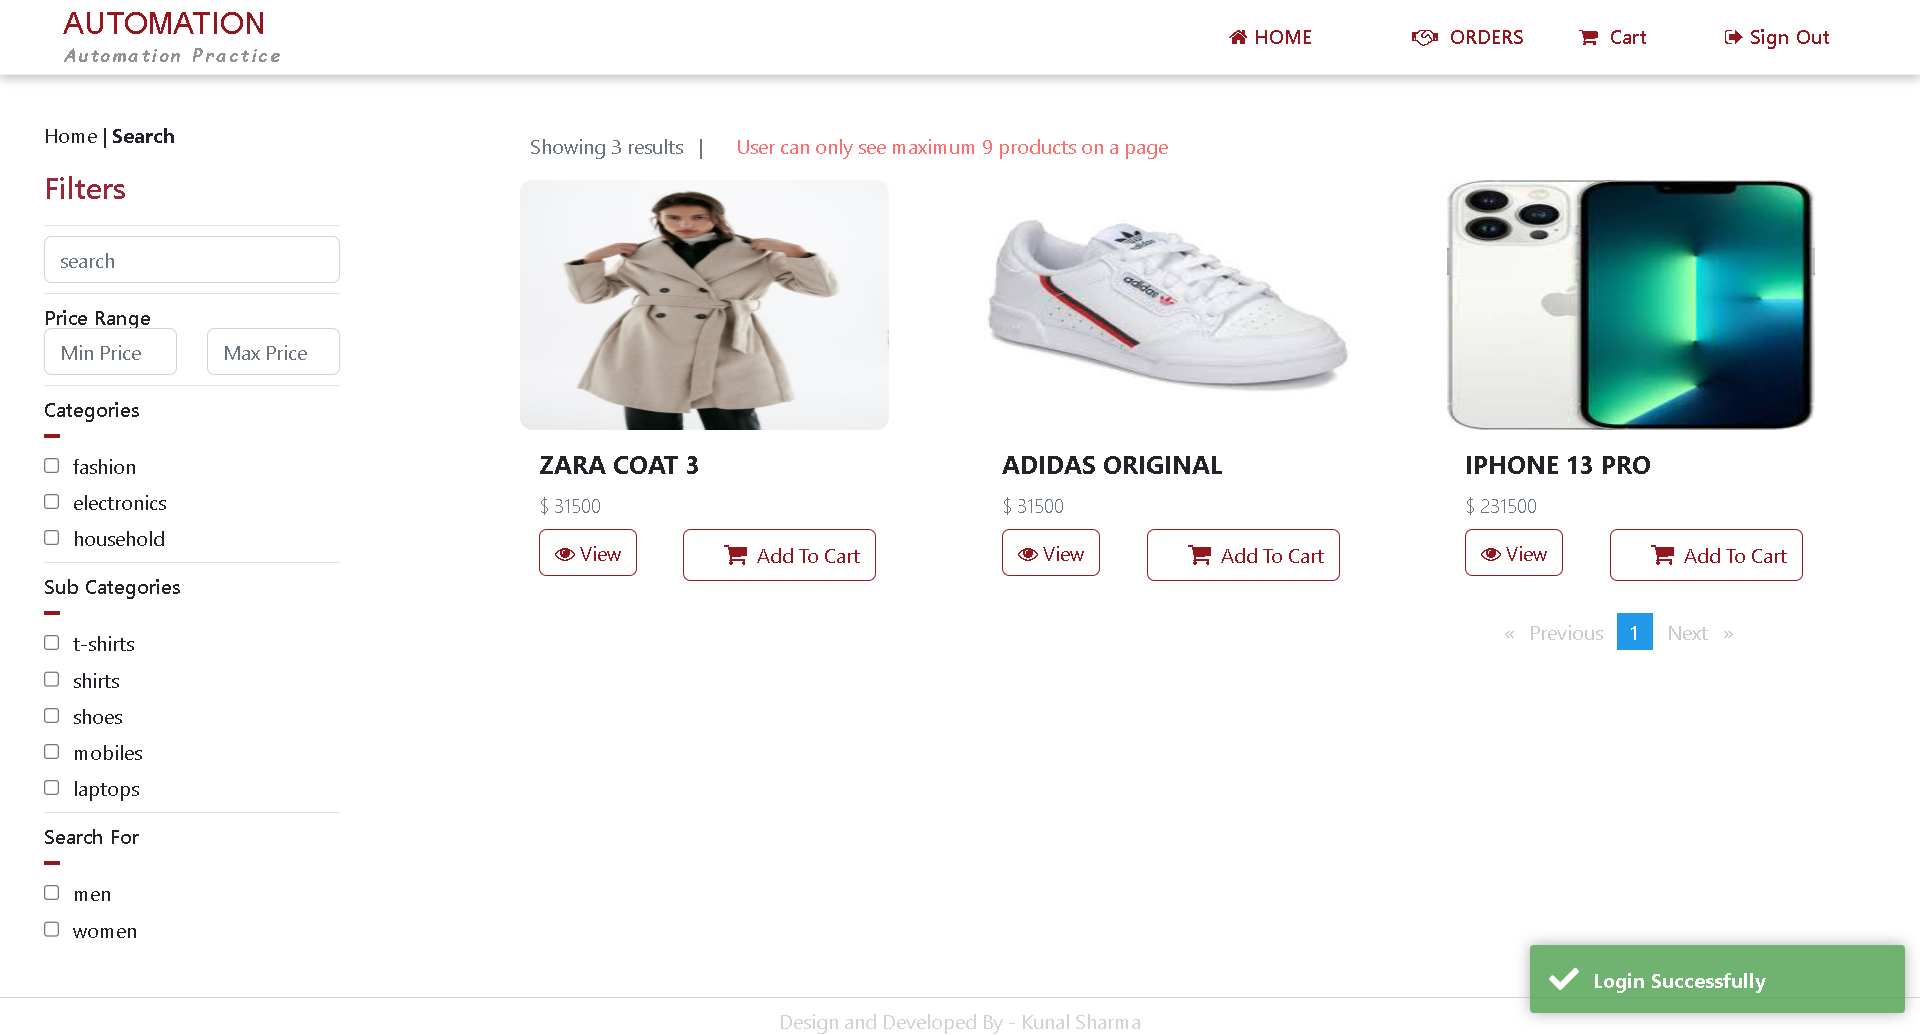 AUTOMATION
Automation Practice
HOME
ORDERS
Cart
Sign Out
Home | Search
Filters
search
Price Range
Min Price
Max Price
Categories
fashion
electronics
household
Sub Categories
t-shirts
shirts
shoes
mobiles
laptops
Search For
men
women
Showing 3 results |
User can only see maximum 9 products on a page
adidas
ZARA COAT 3
$ 31500
View
Add To Cart
ADIDAS ORIGINAL
$ 31500
View
Add To Cart
IPHONE 13 PRO
$ 231500
View
Add To Cart
« Previous 1 Next »
Login Successfully
Design and Developed By - Kunal Sharma